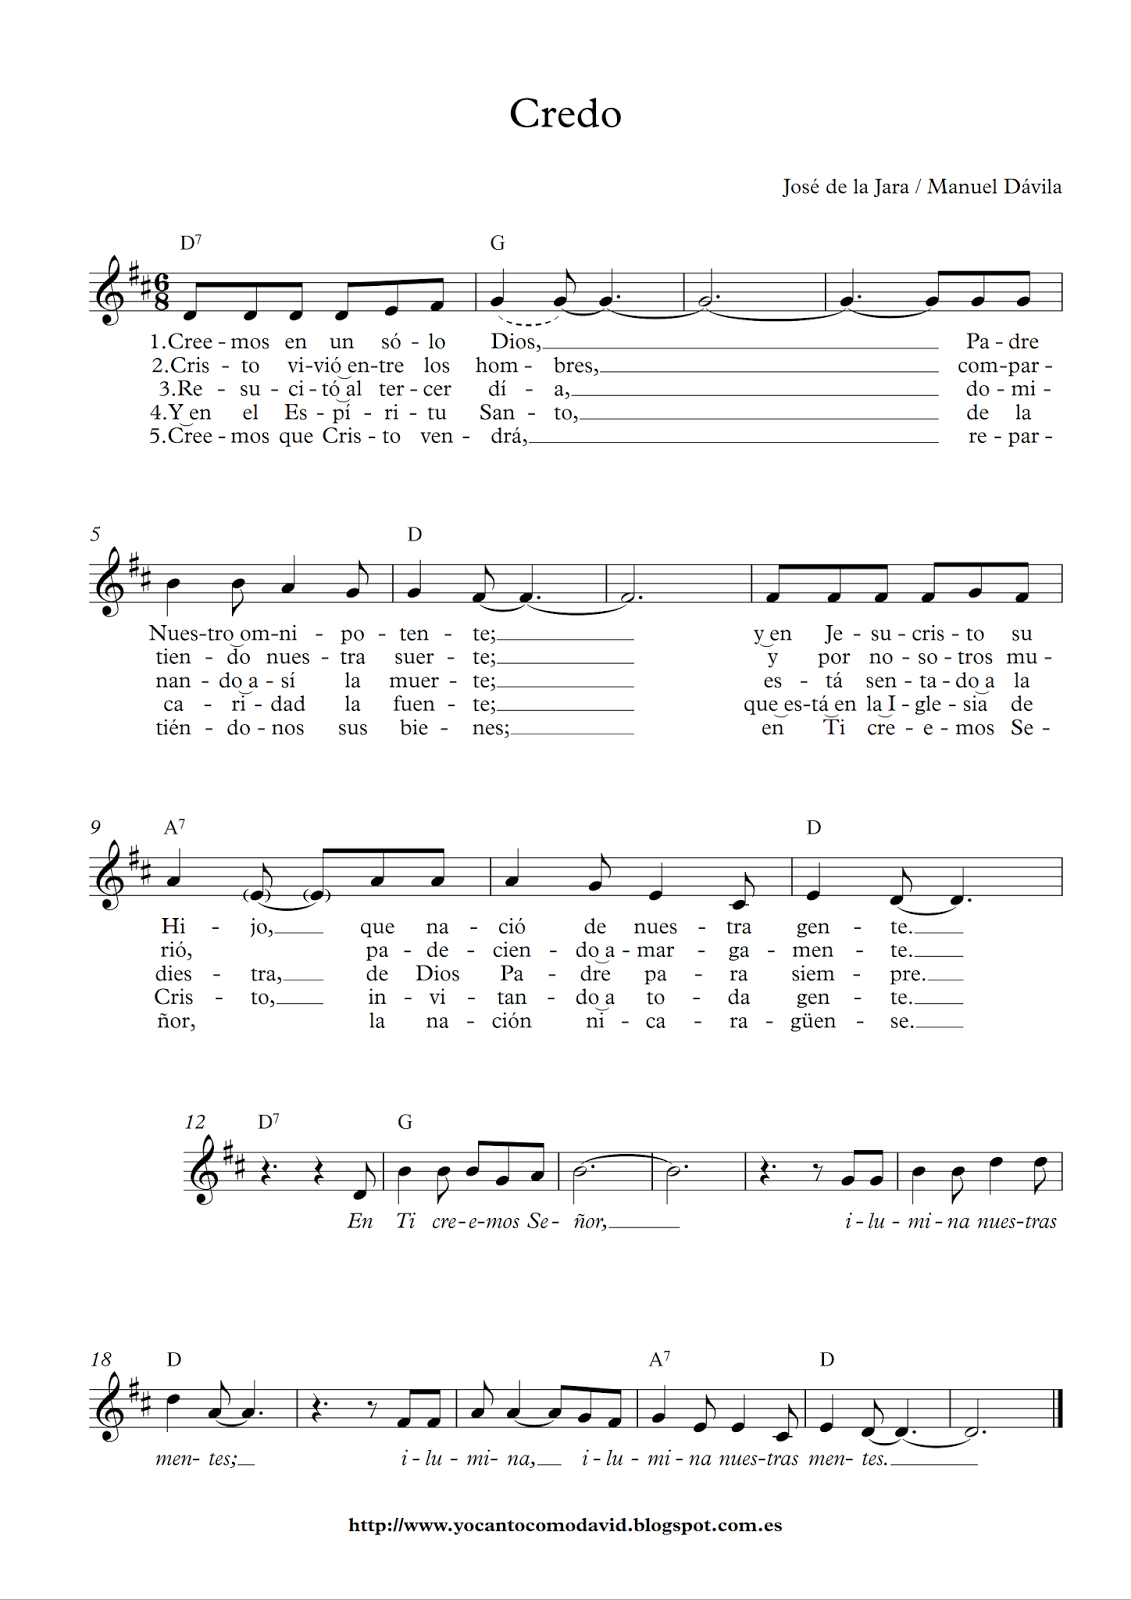 Credo
José de la Jara / Manuel Dávila
D7 G
6
8
1.Cree - mos en un só - lo Dios, Pa - dre
2.Cris - to vi - vió en - tre los hom - bres, com - par -
3.Re - su - ci - tó al ter - cer dí - a, do - mi -
4.Y en el Es - pí - ri - tu San - to, de la
5.Cree - mos que Cris - to ven - drá, re - par -
5 D
Nues - tro om - ni - po - ten - te; y en Je - su - cris - to su
tien - do nues - tra suer - te; y por no - so - tros mu -
nan - do a - sí la muer - te; es - tá sen - ta - do a la
ca - ri - dad la fuen - te; que es - tá en la I - gle - sia de
tién - do - nos sus bie - nes; en Ti cre - e - mos Se -
9 A7 D
Hi - jo, que na - ció de nues - tra gen - te.
rió, pa - de - cien - do a - mar - ga - men - te.
dies - tra, de Dios Pa - dre pa - ra siem - pre.
Cris - to, in - vi - tan - do a to - da gen - te.
ñor, la na - ción ni - ca - ra - güen - se.
12 D7 G
En Ti cre - e - mos Se - ñor, i - lu - mi - na nues - tras
18 D A7 D
men - tes; i - lu - mi - na, i - lu - mi - na nues - tras men - tes.
http://www.yocantocomodavid.blogspot.com.es